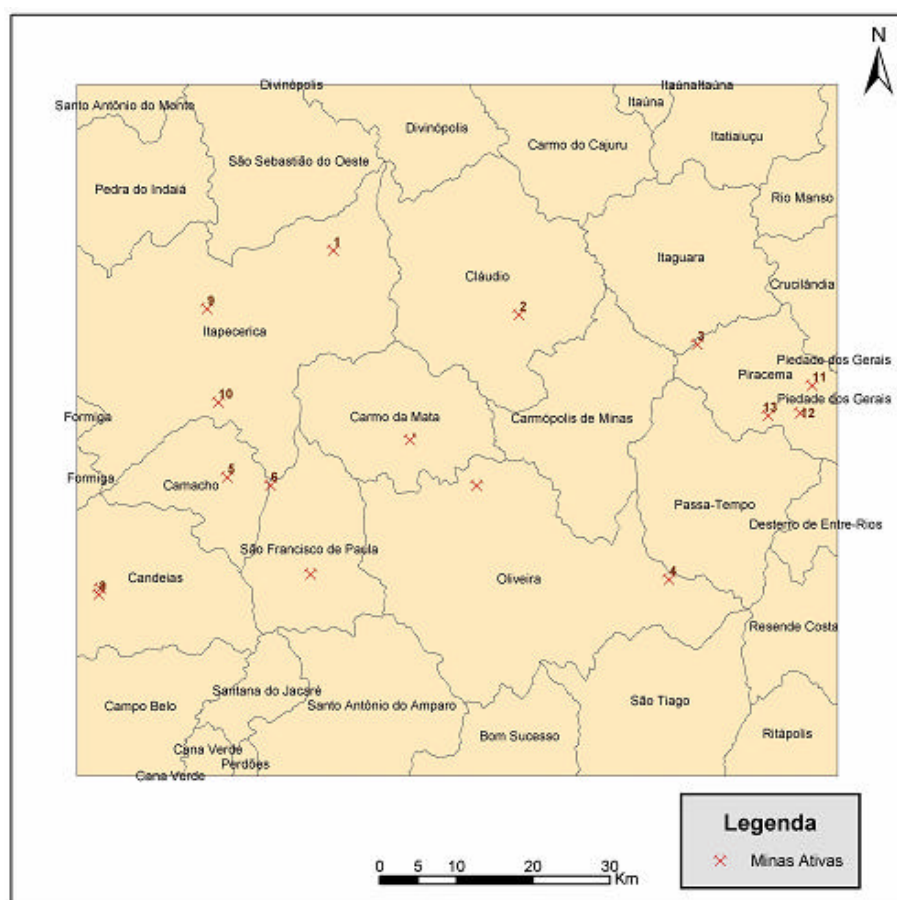 N
Divinópolis
ItaúnaItaúna
Santo Antônio do Monte
Itaúna
Divinópolis
Itatiaiuçu
Carmo do Cajuru
São Sebastião do Oeste
Pedra do Indaiá
Rio Manso
1
Itaguara
Cláudio
Crucilândia
9
2
Itapecerica
3
Piedade dos Gerais
Piracema
11
10
Piedade dos Gerais
Formiga
Carmo da Mata
Carmópolis de Minas
13
12
5
Formiga
Camacho
6
Passa-Tempo
Desterro de Entre-Rios
São Francisco de Paula
Candeias
Oliveira
4
Resende Costa
Santana do Jacaré
Campo Belo
Santo Antônio do Amparo
São Tiago
Bom Sucesso
Ritápolis
Cana Verde
Perdões
Cana Verde
Legenda
Minas Ativas
0 5 10 20 30
Km